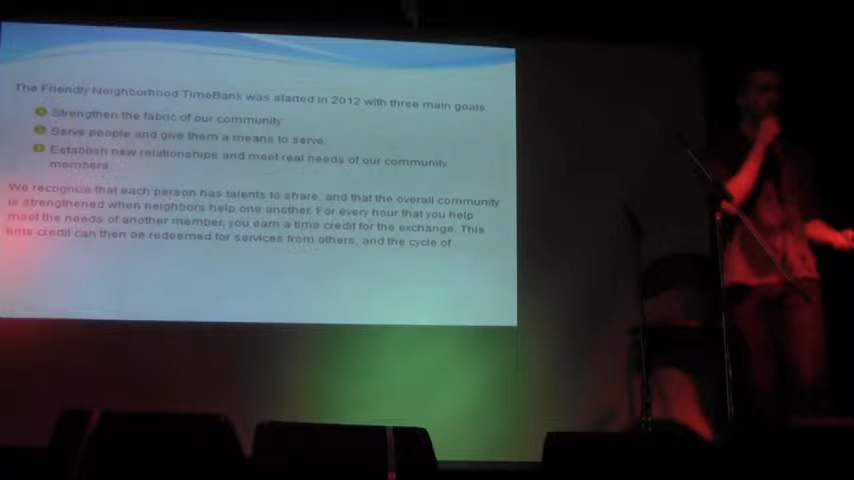 The Friendly Neighborhood TimeBank was started in 2012 with three main goals:
Strengthen the fabric of our community.
Serve people and give them a means to serve.
Establish new relationships and meet real needs of our community
members.
We recognize that each person has talents to share, and that the overall community
is strengthened when neighbors help one another. For every hour that you help
meet the needs of another member, you earn a time credit for the exchange. This
time credit can then be redeemed for services from others, and the cycle of